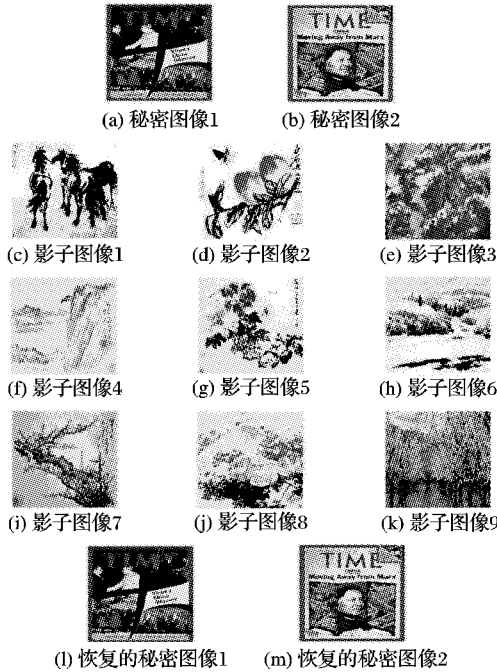 TIME
TIME
Moving Away From Marx
(a) 秘密图像1
(b) 秘密图像2
(c) 影子图像1
(d) 影子图像2
(e) 影子图像3
(f) 影子图像4
(g) 影子图像5
(h) 影子图像6
(i) 影子图像7
(j) 影子图像8
(k) 影子图像9
TIME
TIME
Moving Away From Marx
(l) 恢复的秘密图像1
(m) 恢复的秘密图像2